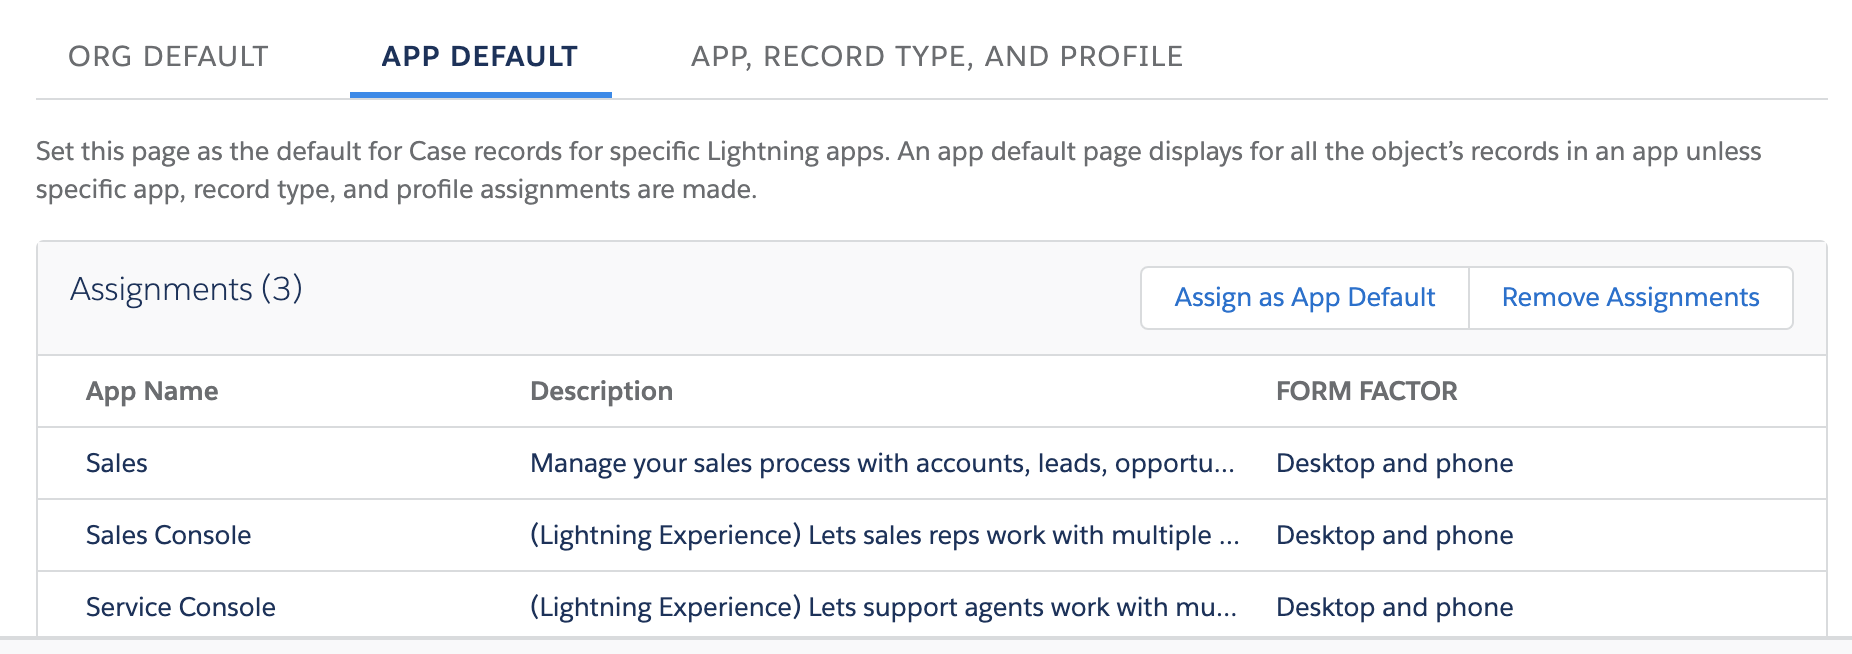 ORG DEFAULT APP DEFAULT APP, RECORD TYPE, AND PROFILE
Set this page as the default for Case records for specific Lightning apps. An app default page displays for all the object’s records in an app unless
specific app, record type, and profile assignments are made.
Assignments (3) Assign as App Default Remove Assignments
App Name Description FORM FACTOR
Sales Manage your sales process with accounts, leads, opportu... Desktop and phone
Sales Console (Lightning Experience) Lets sales reps work with multiple ... Desktop and phone
Service Console (Lightning Experience) Lets support agents work with mu... Desktop and phone